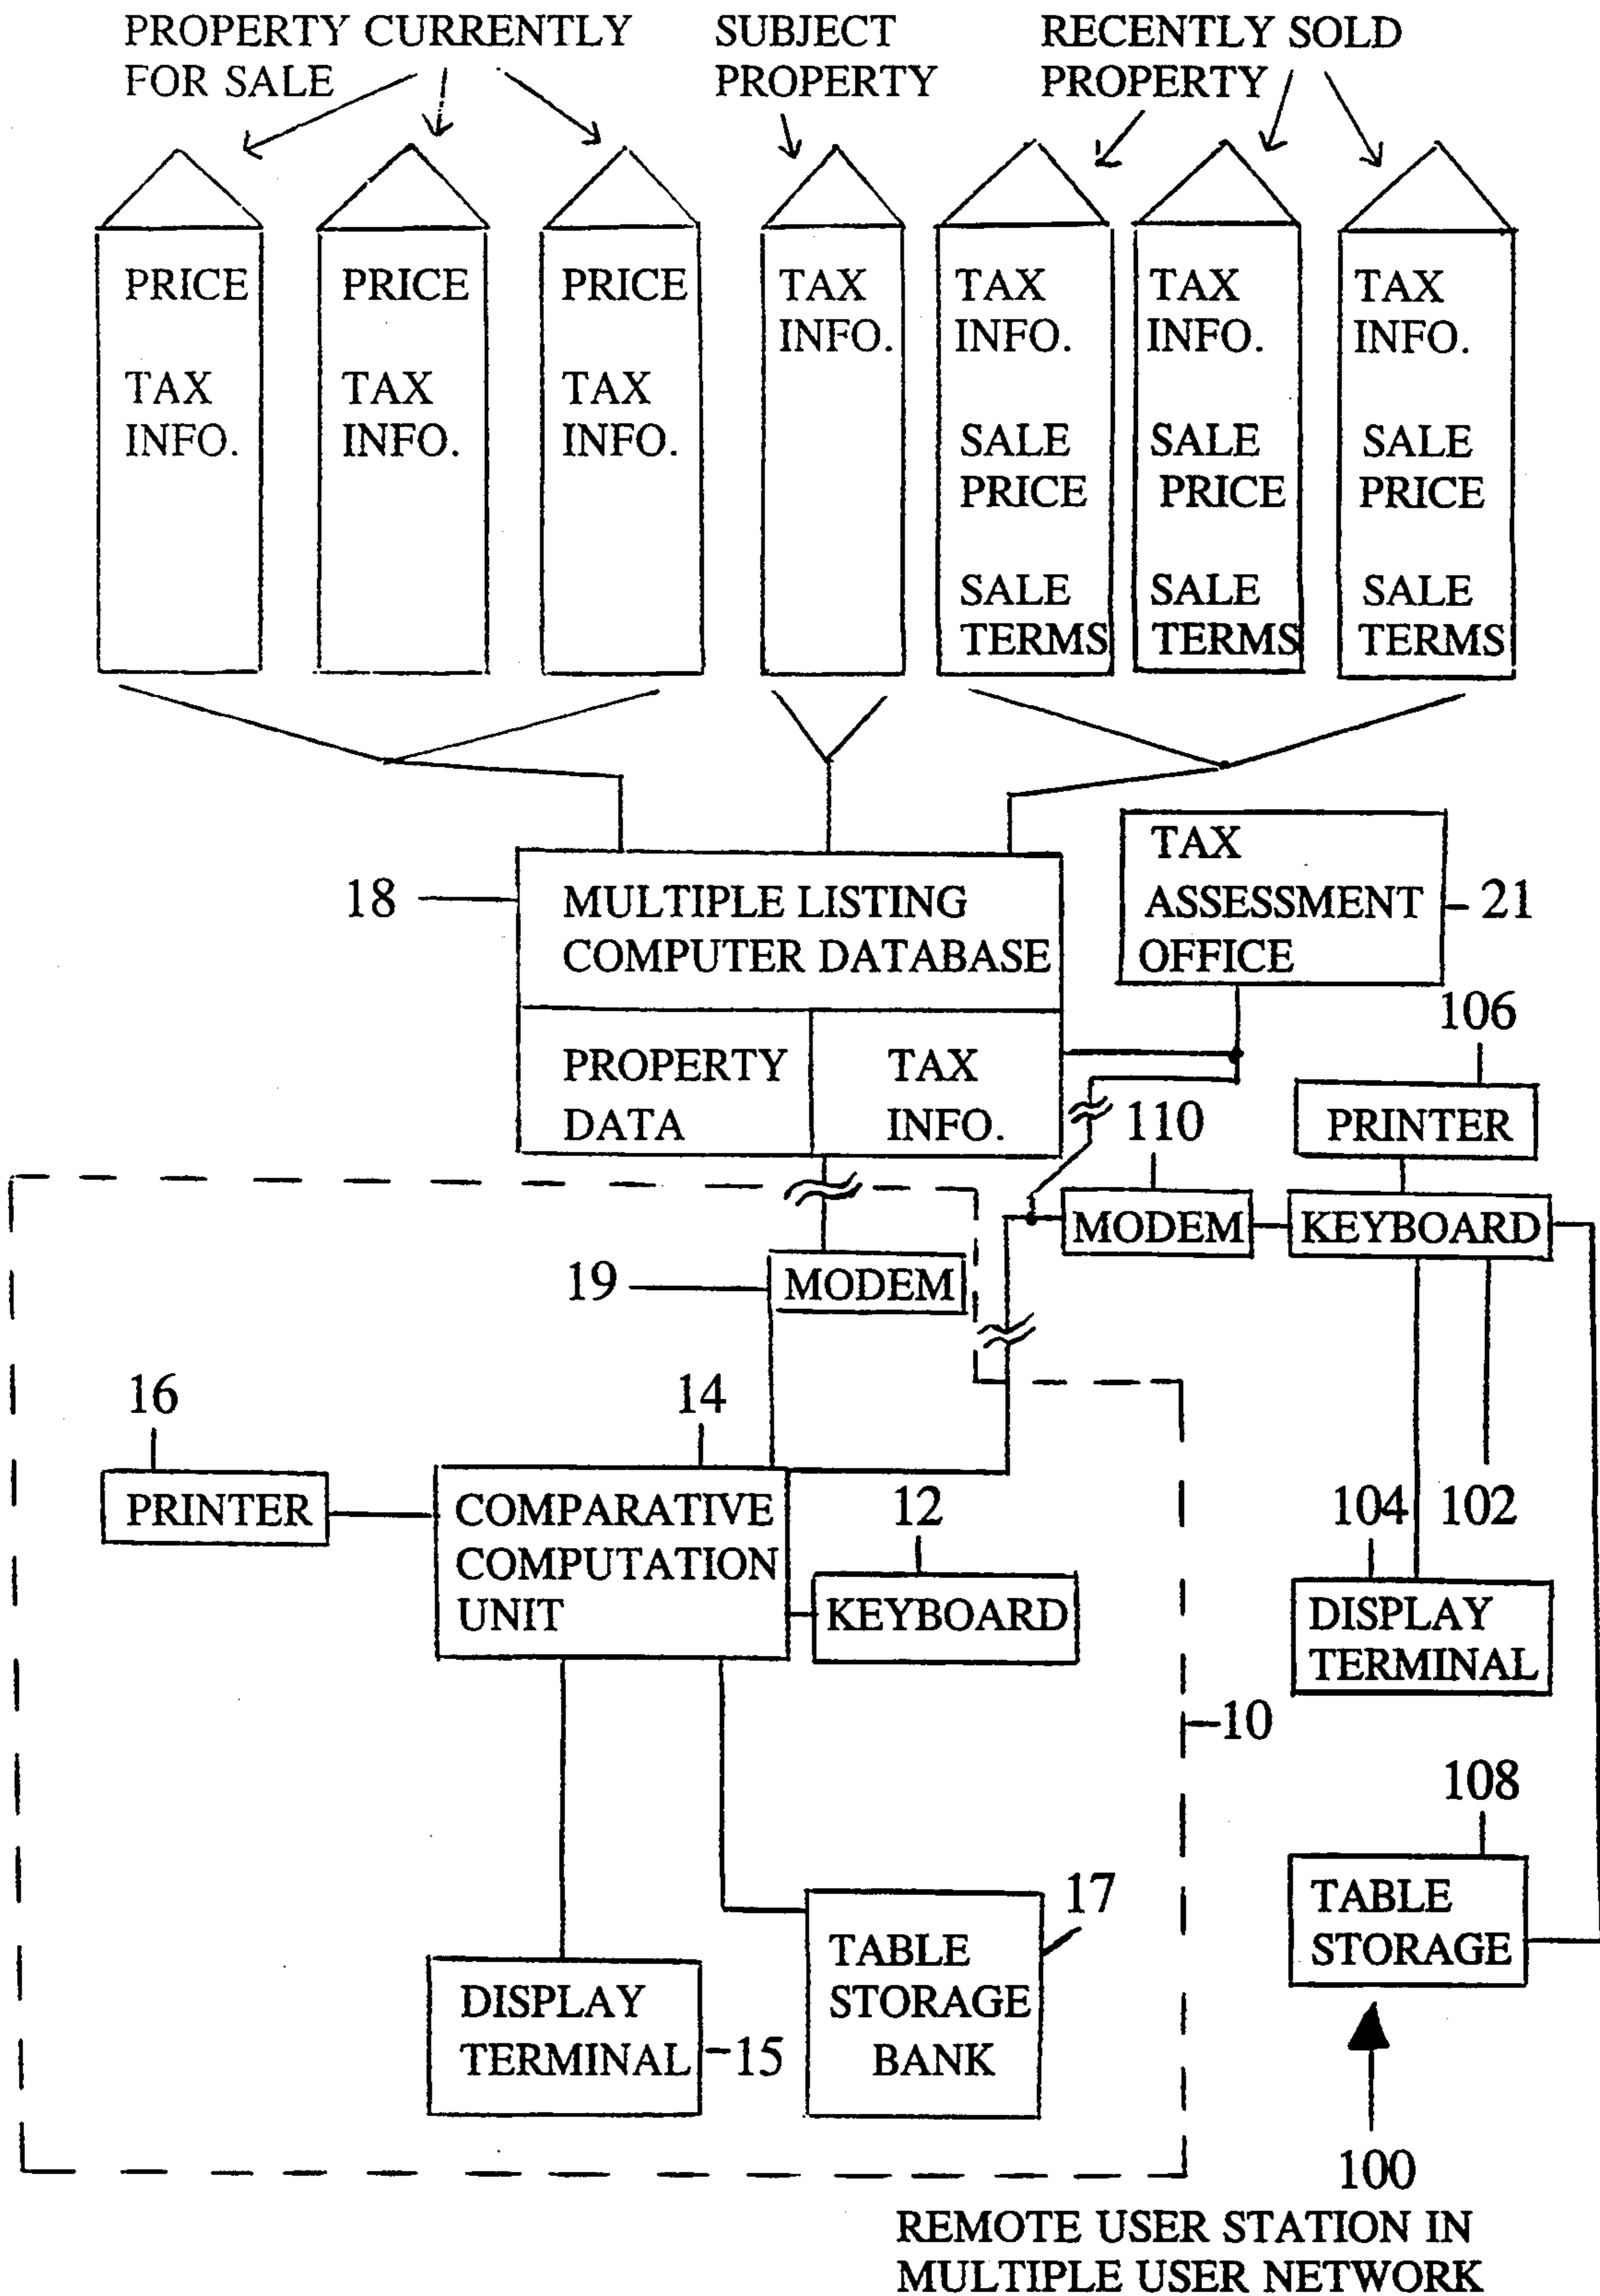 PROPERTY CURRENTLY
FOR SALE
SUBJECT
PROPERTY
RECENTLY SOLD
PROPERTY
PRICE
TAX
INFO.
PRICE
TAX
INFO.
PRICE
TAX
INFO.
TAX
INFO.
TAX
INFO.
SALE
PRICE
SALE
TERMS
TAX
INFO.
SALE
PRICE
SALE
TERMS
TAX
INFO.
SALE
PRICE
SALE
TERMS
18
MULTIPLE LISTING
COMPUTER DATABASE
PROPERTY
DATA
TAX
INFO.
TAX
ASSESSMENT
OFFICE
21
106
PRINTER
110
MODEM
KEYBOARD
19
MODEM
16
PRINTER
14
COMPARATIVE
COMPUTATION
UNIT
12
KEYBOARD
104
102
DISPLAY
TERMINAL
10
108
TABLE
STORAGE
17
TABLE
STORAGE
BANK
DISPLAY
TERMINAL
15
100
REMOTE USER STATION IN
MULTIPLE USER NETWORK